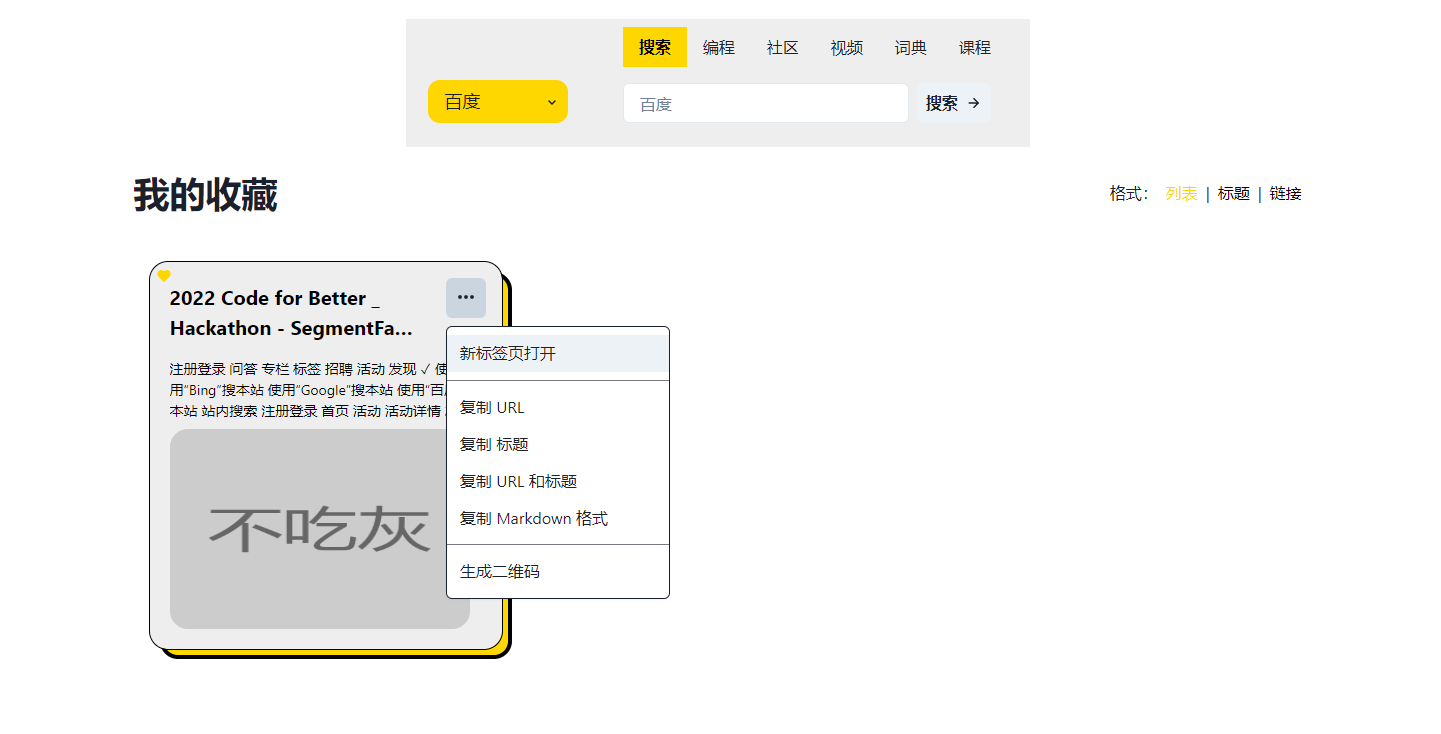 搜索 编程 社区 视频 词典 课程
百度 百度 搜索
我的收藏
格式： 列表 | 标题 | 链接
2022 Code for Better _
Hackathon - SegmentFa...
注册登录 问答 专栏 标签 招聘 活动 发现 ✓ 使
用“Bing”搜本站 使用“Google”搜本站 使用“百
本站 站内搜索 注册登录 首页 活动 活动详情
不吃灰
新标签页打开
复制 URL
复制 标题
复制 URL 和标题
复制 Markdown 格式
生成二维码